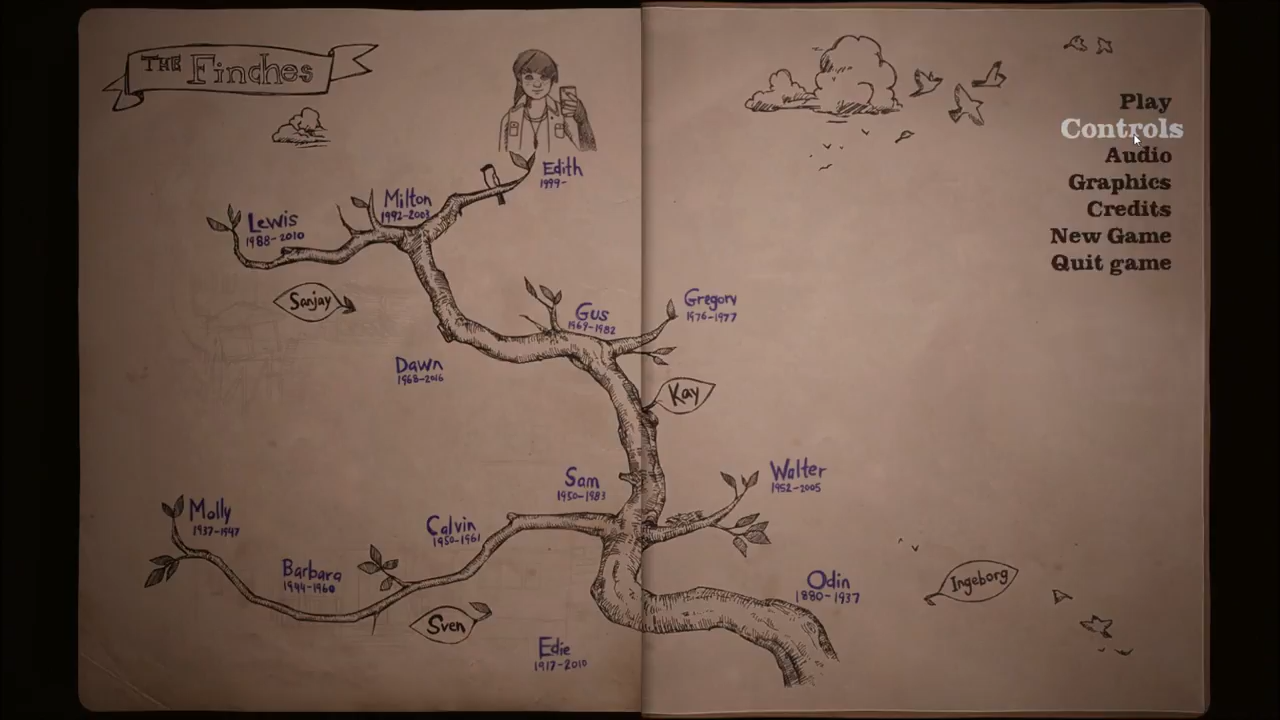 THE Finches
Play
Controls
Audio
Graphics
Credits
New Game
Quit game
Edith
1999-
Milton
1992-2003
Lewis
1988-2010
Sanjay
Gus
1969-1982
Gregory
1976-1977
Dawn
1968-2016
Kay
Sam
1950-1983
Walter
1952-2005
Molly
1937-1947
Calvin
1950-1961
Barbara
1944-1960
Odin
1880-1937
Ingeborg
Sven
Edie
1917-2010